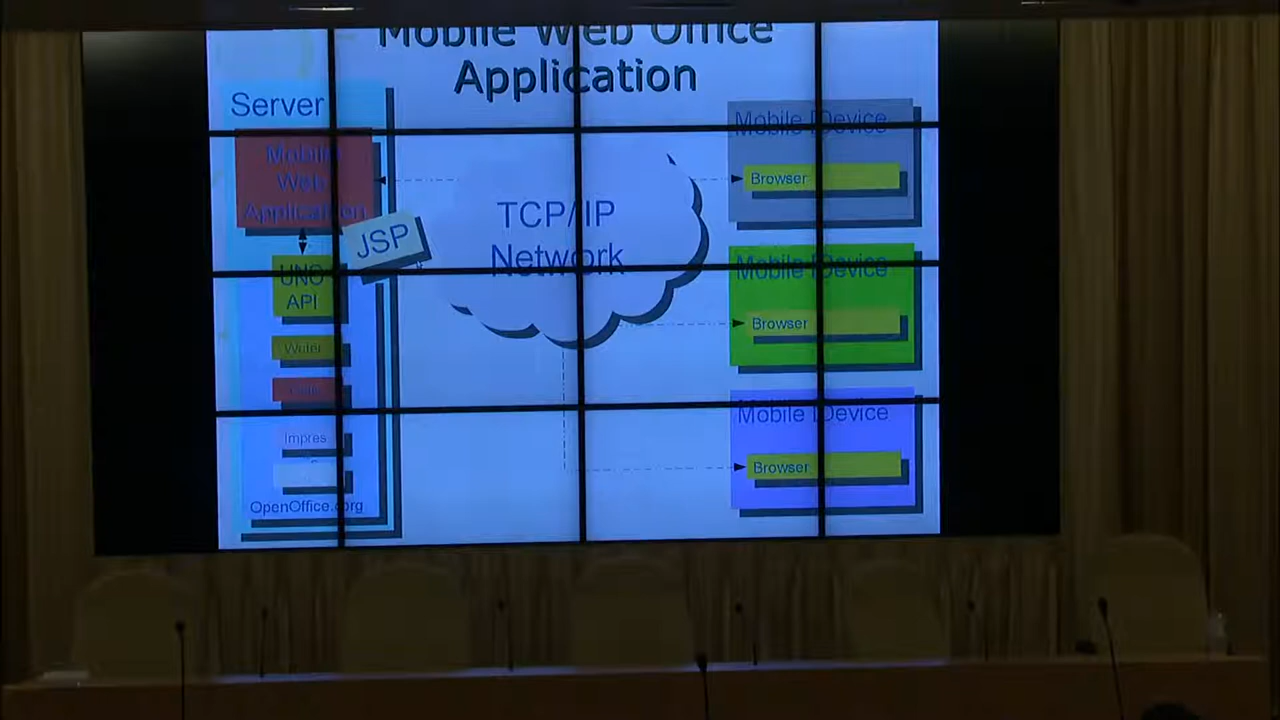 Mobile Web Office
Application
Server
Mobile
Web
Application
JSP
UNO
API
Writer
Impres
OpenOffice.org
TCP/IP
Network
Mobile Device
Browser
Mobile Device
Browser
Mobile Device
Browser